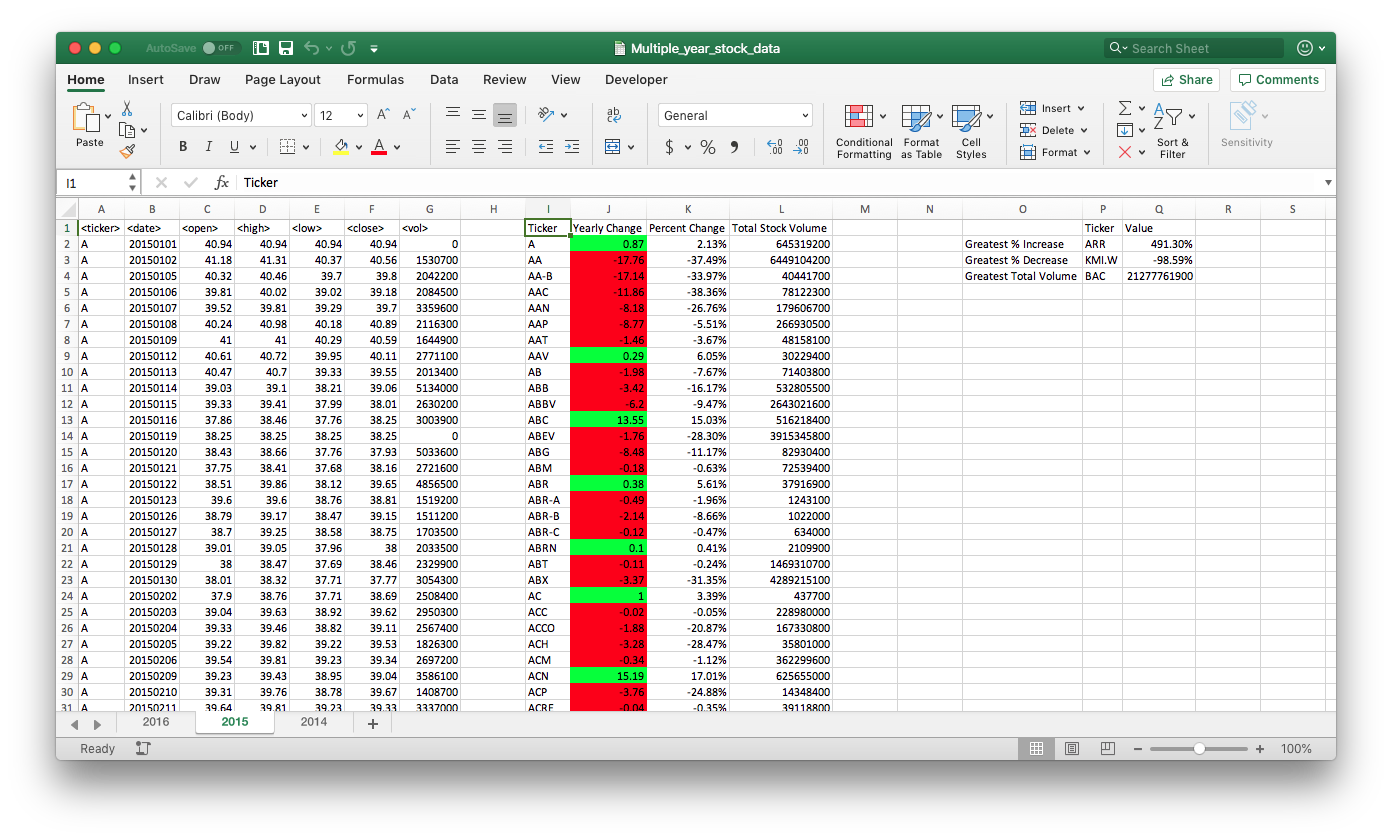 AutoSave OFF Multiple_year_stock_data Search Sheet
Home Insert Draw Page Layout Formulas Data Review View Developer Share Comments
Paste Calibri (Body) 12 General Conditional Formatting Format as Table Cell Styles Insert Delete Format Sort & Filter Sensitivity
B I U $ % 9
I1 fx Ticker
A B C D E F G H I J K L M N O P Q R S
1 <ticker> <date> <open> <high> <low> <close> <vol> Ticker Yearly Change Percent Change Total Stock Volume Ticker Value
2 A 20150101 40.94 40.94 40.94 40.94 0 A 0.87 2.13% 645319200 Greatest % Increase ARR 491.30%
3 A 20150102 41.18 41.31 40.37 40.56 1530700 AA -17.76 -37.49% 6449104200 Greatest % Decrease KMI.W -98.59%
4 A 20150105 40.32 40.46 39.7 39.8 2042200 AA-B -17.14 -33.97% 40441700 Greatest Total Volume BAC 21277761900
5 A 20150106 39.81 40.02 39.02 39.18 2084500 AAC -11.86 -38.36% 78122300
6 A 20150107 39.52 39.81 39.29 39.7 3359600 AAN -8.18 -26.76% 179606700
7 A 20150108 40.24 40.98 40.18 40.89 2116300 AAP -8.77 -5.51% 266930500
8 A 20150109 41 41 40.29 40.59 1644900 AAT -1.46 -3.67% 48158100
9 A 20150112 40.61 40.72 39.95 40.11 2771100 AAV 0.29 6.05% 30229400
10 A 20150113 40.47 40.7 39.33 39.55 2013400 AB -1.98 -7.67% 71403800
11 A 20150114 39.03 39.1 38.21 39.06 5134000 ABB -3.42 -16.17% 532805500
12 A 20150115 39.33 39.41 37.99 38.01 2630200 ABBV -6.2 -9.47% 2643021600
13 A 20150116 37.86 38.46 37.76 38.25 3003900 ABC 13.55 15.03% 516218400
14 A 20150119 38.25 38.25 38.25 38.25 0 ABEV -1.76 -28.30% 3915345800
15 A 20150120 38.43 38.66 37.76 37.93 5033600 ABG -8.48 -11.17% 82930400
16 A 20150121 37.75 38.41 37.68 38.16 2721600 ABM -0.18 -0.63% 72539400
17 A 20150122 38.51 39.86 38.12 39.65 4856500 ABR 0.38 5.61% 37916900
18 A 20150123 39.6 39.6 38.76 38.81 1519200 ABR-A -0.49 -1.96% 1243100
19 A 20150126 38.79 39.17 38.47 39.15 1511200 ABR-B -2.14 -8.66% 1022000
20 A 20150127 38.7 39.25 38.58 38.75 1703500 ABR-C -0.12 -0.47% 634000
21 A 20150128 39.01 39.05 37.96 38 2033500 ABRN 0.1 0.41% 2109900
22 A 20150129 38 38.47 37.69 38.46 2329900 ABT -0.11 -0.24% 1469310700
23 A 20150130 38.01 38.32 37.71 37.77 3054300 ABX -3.37 -31.35% 4289215100
24 A 20150202 37.9 38.76 37.71 38.69 2508400 AC 1 3.39% 437700
25 A 20150203 39.04 39.63 38.92 39.62 2950300 ACC -0.02 -0.05% 228980000
26 A 20150204 39.33 39.46 38.82 39.11 2567400 ACCO -1.88 -20.87% 167330800
27 A 20150205 39.22 39.82 39.22 39.53 1826300 ACH -3.28 -28.47% 35801000
28 A 20150206 39.54 39.81 39.23 39.34 2697200 ACM -0.34 -1.12% 362299600
29 A 20150209 39.23 39.43 38.95 39.04 3586100 ACN 15.19 17.01% 625655000
30 A 20150210 39.31 39.76 38.78 39.67 1408700 ACP -3.76 -24.88% 14348400
31 A 20150211 39.64 39.81 39.23 39.33 3337000 ACRE -0.04 -0.35% 39118800
2016 2015 2014 +
Ready 100%